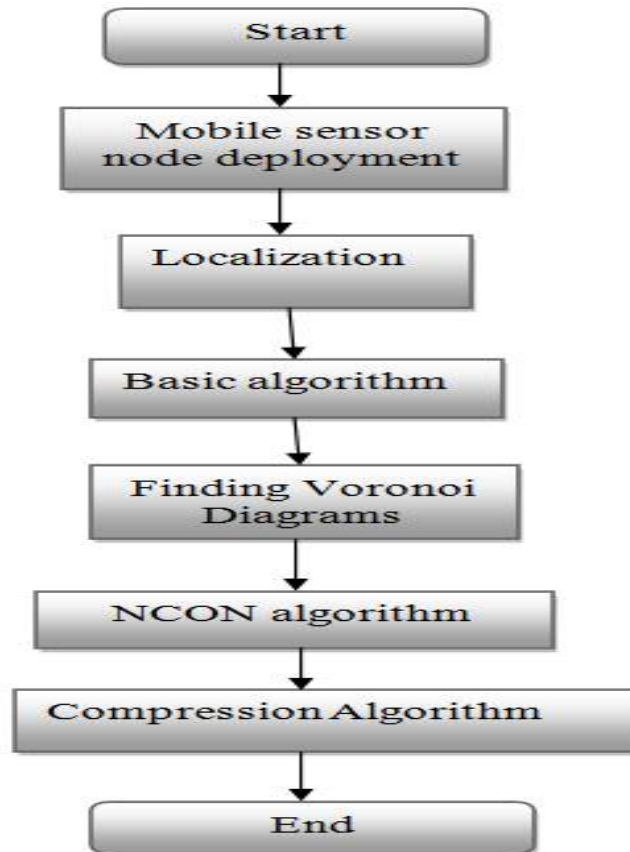 Start
Mobile sensor
node deployment
Localization
Basic algorithm
Finding Voronoi
Diagrams
NCON algorithm
Compression Algorithm
End